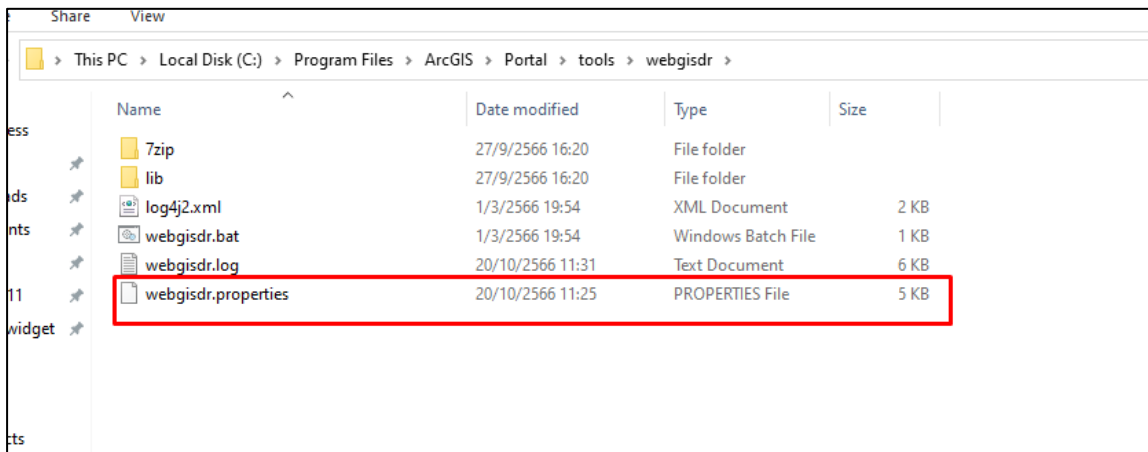 Share View
This PC > Local Disk (C:) > Program Files > ArcGIS > Portal > tools > webgisdr >
Name Date modified Type Size
7zip 27/9/2566 16:20 File folder
lib 27/9/2566 16:20 File folder
log4j2.xml 1/3/2566 19:54 XML Document 2 KB
webgisdr.bat 1/3/2566 19:54 Windows Batch File 1 KB
webgisdr.log 20/10/2566 11:31 Text Document 6 KB
11 webgisdr.properties 20/10/2566 11:25 PROPERTIES File 5 KB
widget